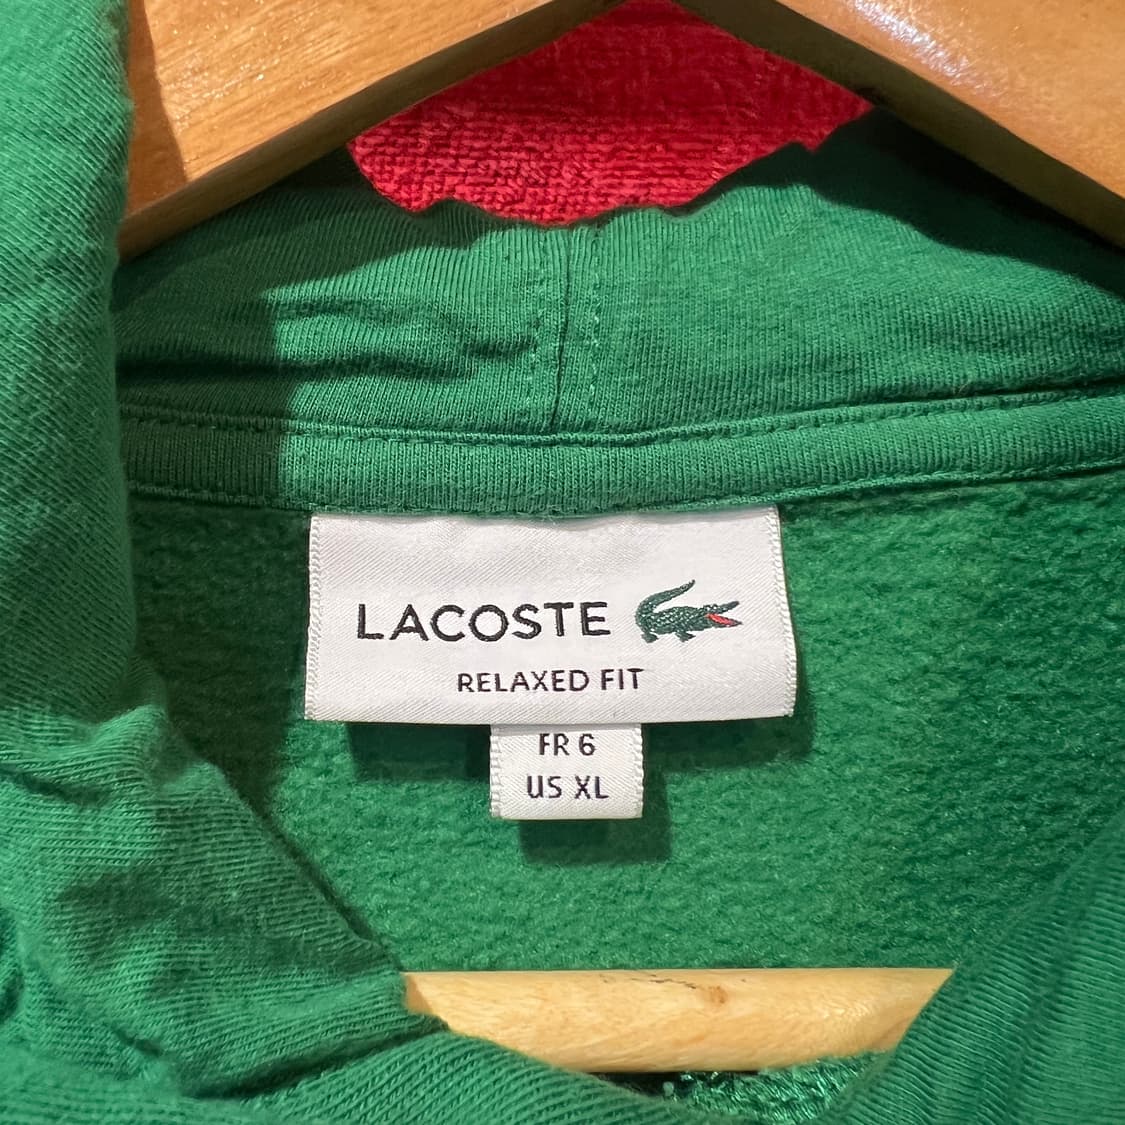 LACOSTE
RELAXED FIT
FR 6
US XL